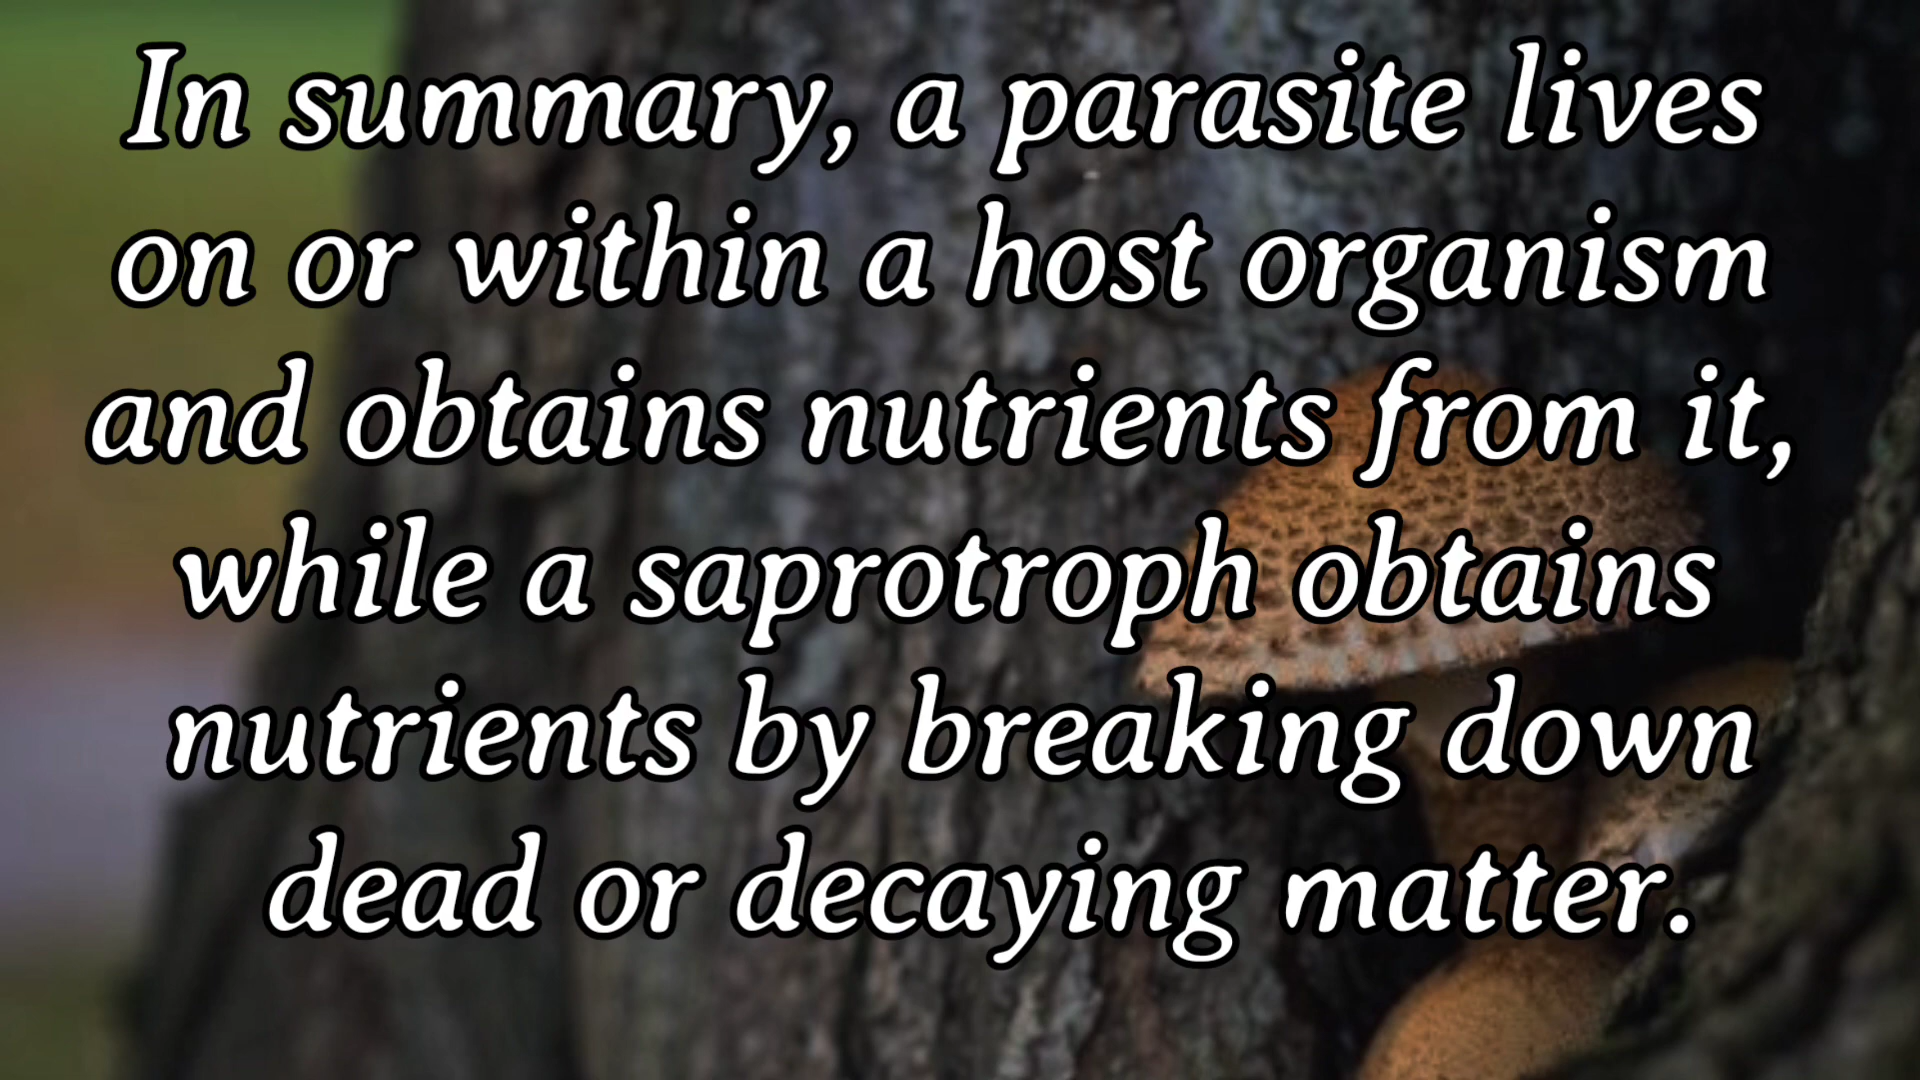 In summary, a parasite lives
on or within a host organism
and obtains nutrients from it,
while a saprotroph obtains
nutrients by breaking down
dead or decaying matter.